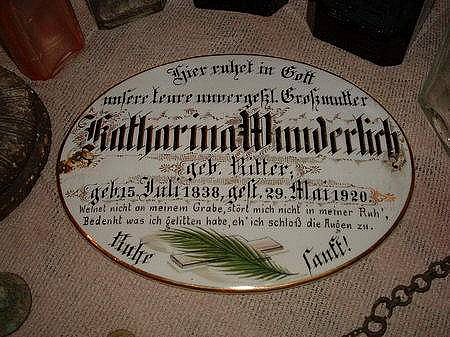 Hier ruhet in Gott
unsere teure unvergeßl. Großmutter
Katharina Wunderlich
geb. Ritter,
geb. 15. Juli 1838, gest. 29. Mai 1920.
Weinet nicht an meinem Grabe, stört mich nicht in meiner Ruh',
Bedenkt was ich gelitten habe, eh' ich schloß die Augen zu.
Ruhe sanft!